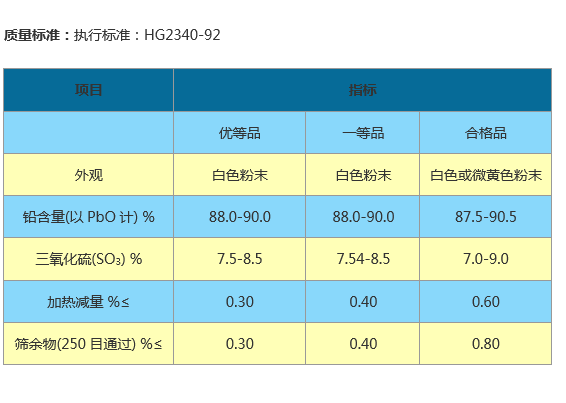 质量标准：执行标准：HG2340-92
项目 指标
优等品 一等品 合格品
外观 白色粉末 白色粉末 白色或微黄色粉末
铅含量(以 PbO 计) % 88.0-90.0 88.0-90.0 87.5-90.5
三氧化硫(SO₃) % 7.5-8.5 7.54-8.5 7.0-9.0
加热减量 %≤ 0.30 0.40 0.60
筛余物(250 目通过) %≤ 0.30 0.40 0.80